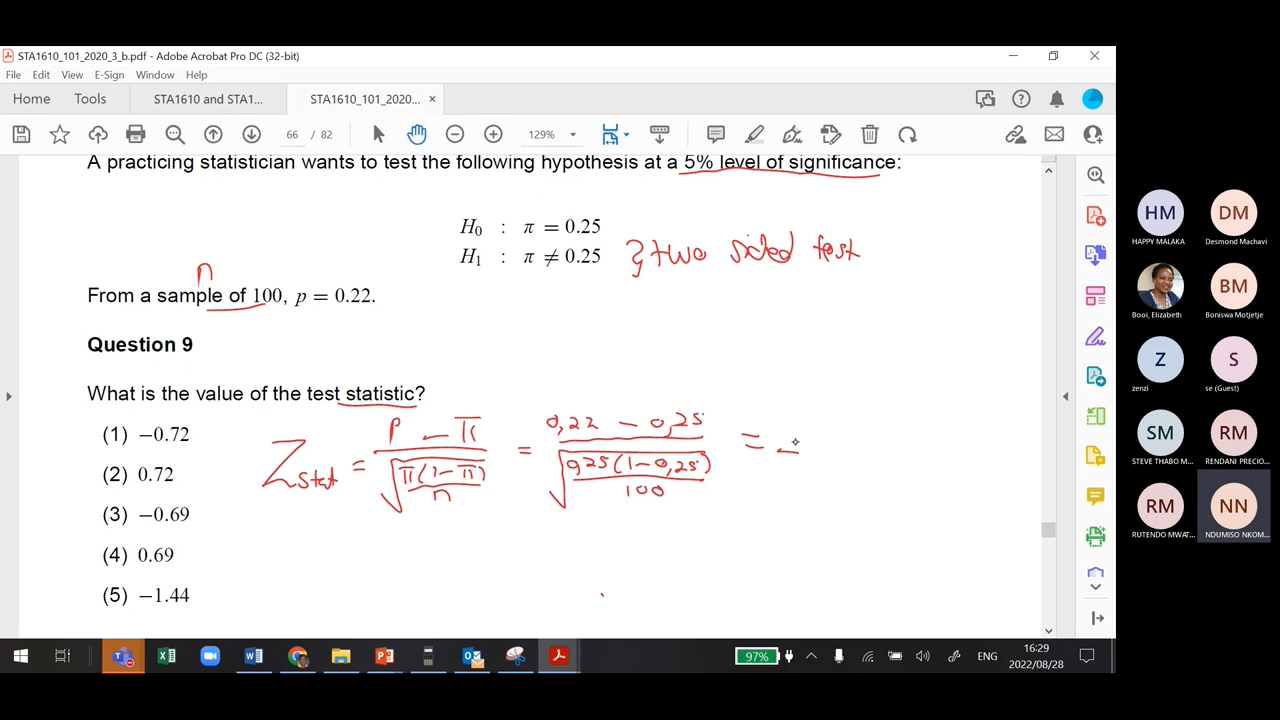 STA1610_101_2020_3_b.pdf - Adobe Acrobat Pro DC (32-bit)
File Edit View E-Sign Window Help
Home Tools STA1610 and STA1... STA1610_101_2020... ×
66 / 82 129%
A practicing statistician wants to test the following hypothesis at a 5% level of significance:
H₀ : π = 0.25
H₁ : π ≠ 0.25 } two sided test
n
From a sample of 100, p = 0.22.
Question 9
What is the value of the test statistic?
(1) −0.72
(2) 0.72
(3) −0.69
(4) 0.69
(5) −1.44
Zstat = p − π / √(π(1−π)/n) = 0,22 − 0,25 / √(0,25(1−0,25)/100) = −
HM DM
HAPPY MALAKA Desmond Machavi
BM
Booi, Elizabeth Boniswa Motjetje
Z S
zenzi se (Guest)
SM RM
STEVE THABO M... RENDANI PRECIO...
RM NN
RUTENDO MWAT... NDUMISO NKOM...
97% ENG 16:29
2022/08/28